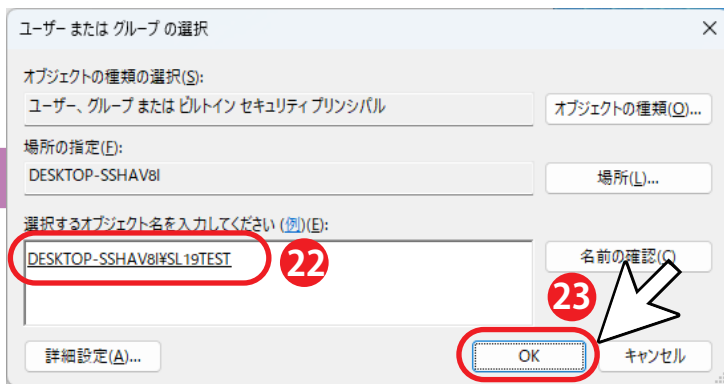 ユーザー または グループ の選択
オブジェクトの種類の選択(S):
ユーザー、グループ または ビルトイン セキュリティ プリンシパル
オブジェクトの種類(O)...
場所の指定(F):
DESKTOP-SSHAV8I
場所(L)...
選択するオブジェクト名を入力してください (例)(E):
DESKTOP-SSHAV8I¥SL19TEST
22
名前の確認(C)
23
詳細設定(A)...
OK
キャンセル